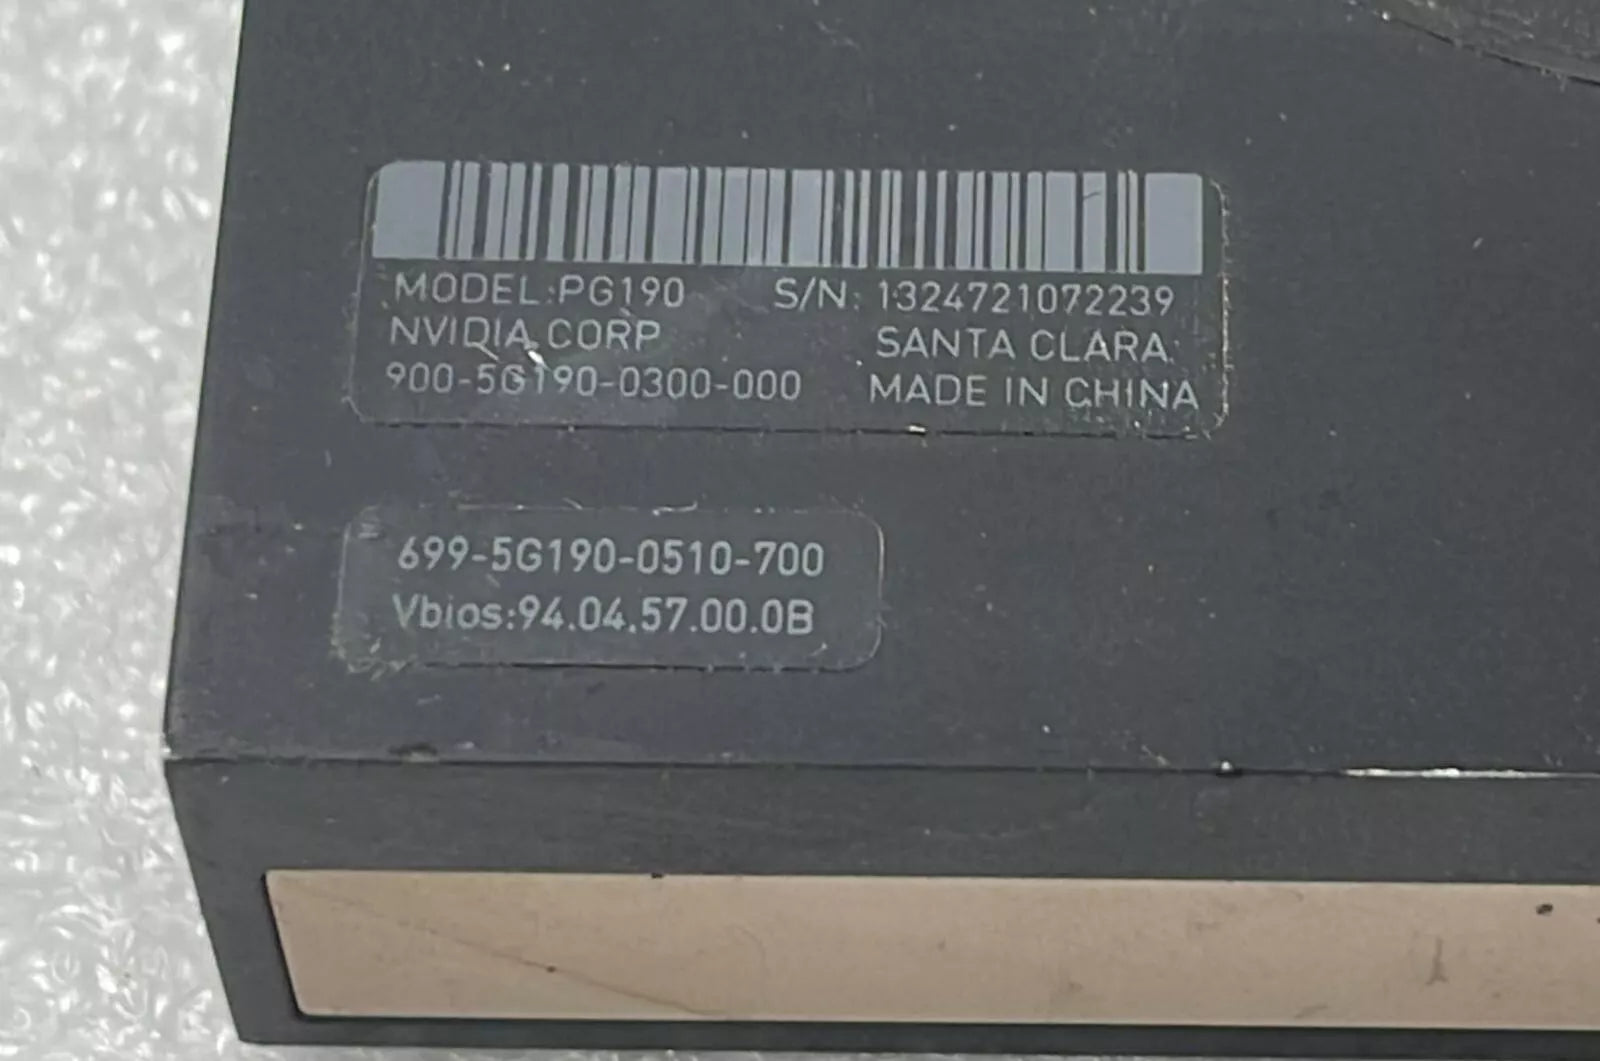 MODEL:PG190 S/N: 1324721072239
NVIDIA CORP SANTA CLARA
900-5G190-0300-000 MADE IN CHINA
699-5G190-0510-700
Vbios:94.04.57.00.0B